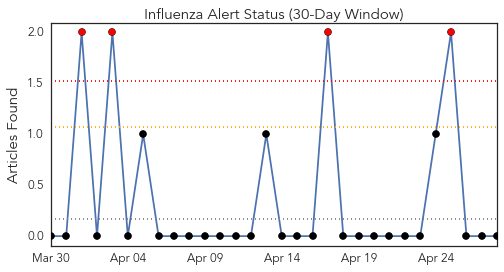 Influenza Alert Status (30-Day Window)
Articles Found
2.0
1.5
1.0
0.5
0.0
Mar 30 Apr 04 Apr 09 Apr 14 Apr 19 Apr 24